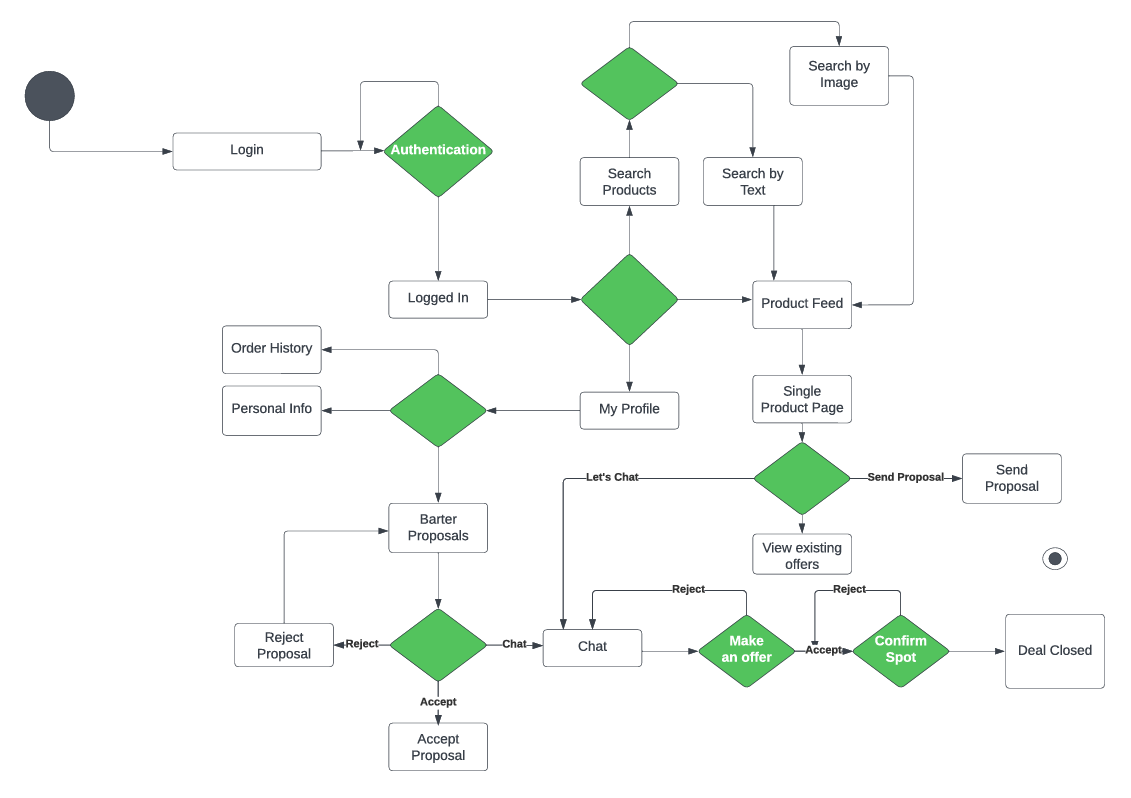 Search by
Image
Login
Authentication
Search
Products
Search by
Text
Logged In
Product Feed
Order History
Personal Info
My Profile
Single
Product Page
Let's Chat
Send Proposal
Send
Proposal
Barter
Proposals
View existing
offers
Reject
Reject
Reject
Proposal
Reject
Chat
Chat
Make
an offer
Accept
Confirm
Spot
Deal Closed
Accept
Accept
Proposal